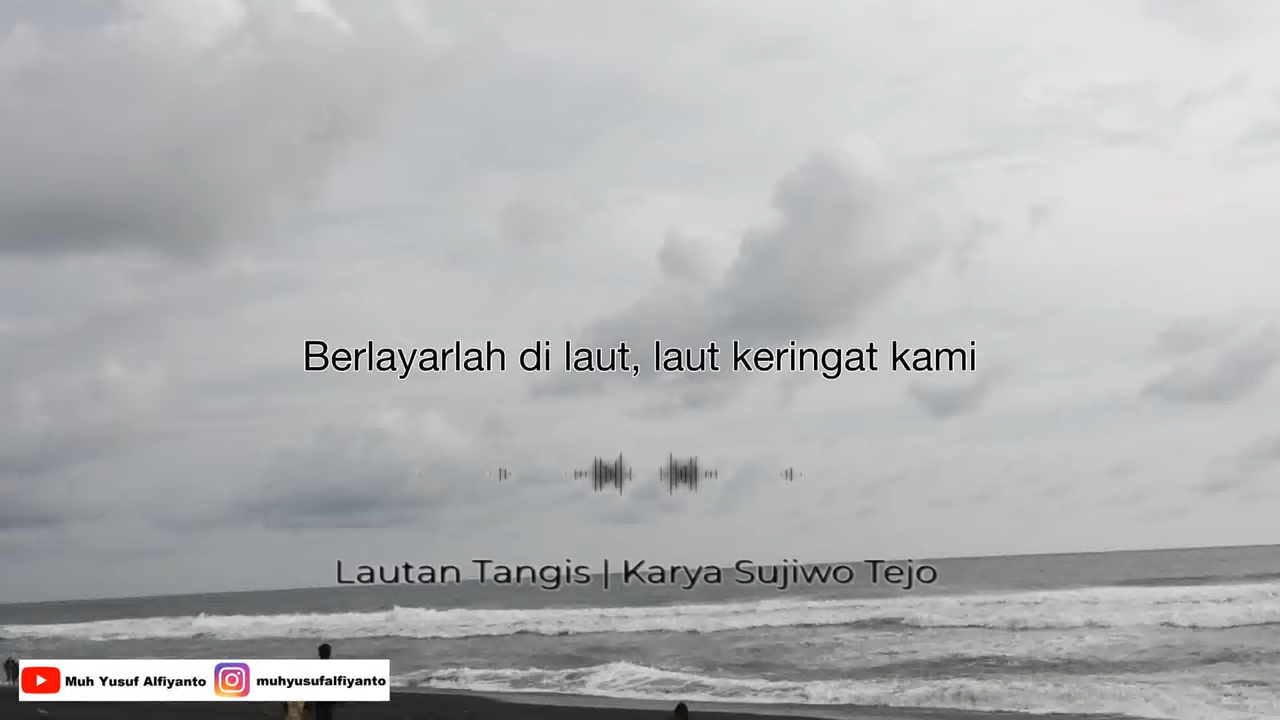 Berlayarlah di laut, laut keringat kami
Lautan Tangis | Karya Sujiwo Tejo
Muh Yusuf Alfiyanto muhyusufalfiyanto